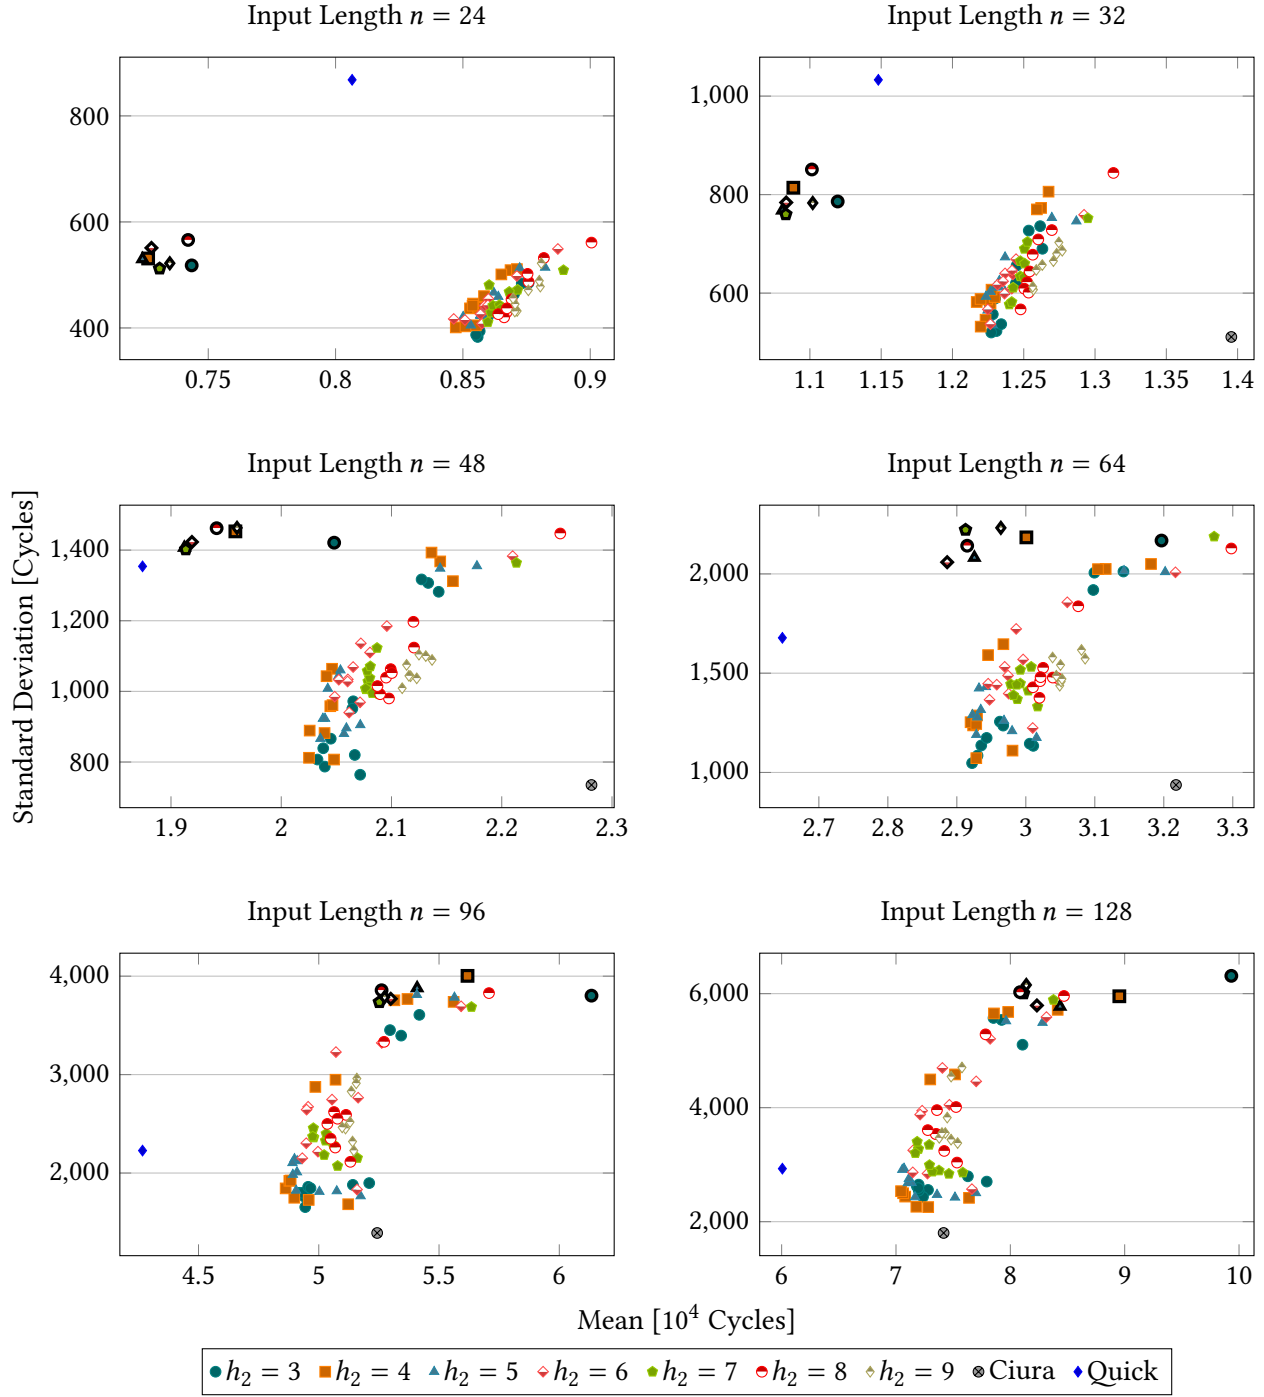 Input Length n = 24
Input Length n = 32
800
600
400
0.75 0.8 0.85 0.9
1,000
800
600
1.1 1.15 1.2 1.25 1.3 1.35 1.4
Input Length n = 48
Input Length n = 64
Standard Deviation [Cycles]
1,400
1,200
1,000
800
1.9 2 2.1 2.2 2.3
2,000
1,500
1,000
2.7 2.8 2.9 3 3.1 3.2 3.3
Input Length n = 96
Input Length n = 128
4,000
3,000
2,000
4.5 5 5.5 6
6,000
4,000
2,000
6 7 8 9 10
Mean [10⁴ Cycles]
h₂ = 3 h₂ = 4 h₂ = 5 h₂ = 6 h₂ = 7 h₂ = 8 h₂ = 9 Ciura Quick